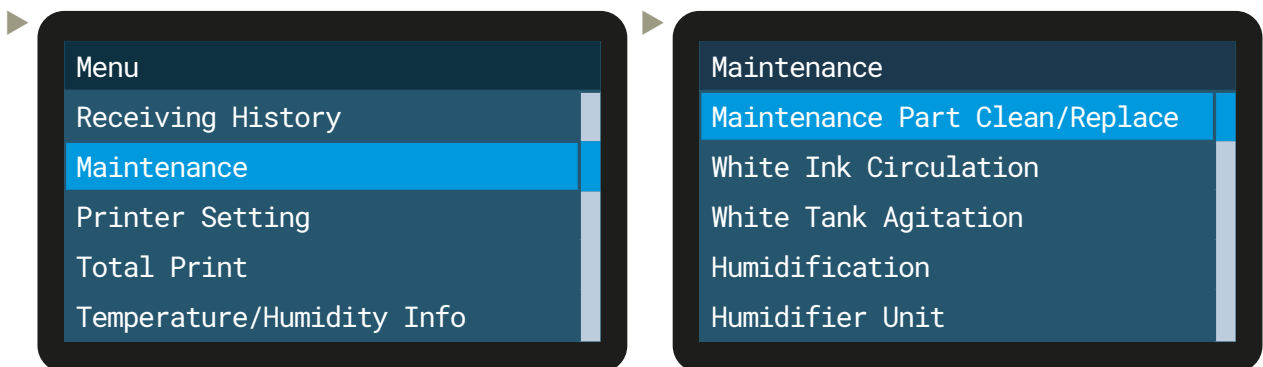 Menu
Receiving History
Maintenance
Printer Setting
Total Print
Temperature/Humidity Info
Maintenance
Maintenance Part Clean/Replace
White Ink Circulation
White Tank Agitation
Humidification
Humidifier Unit